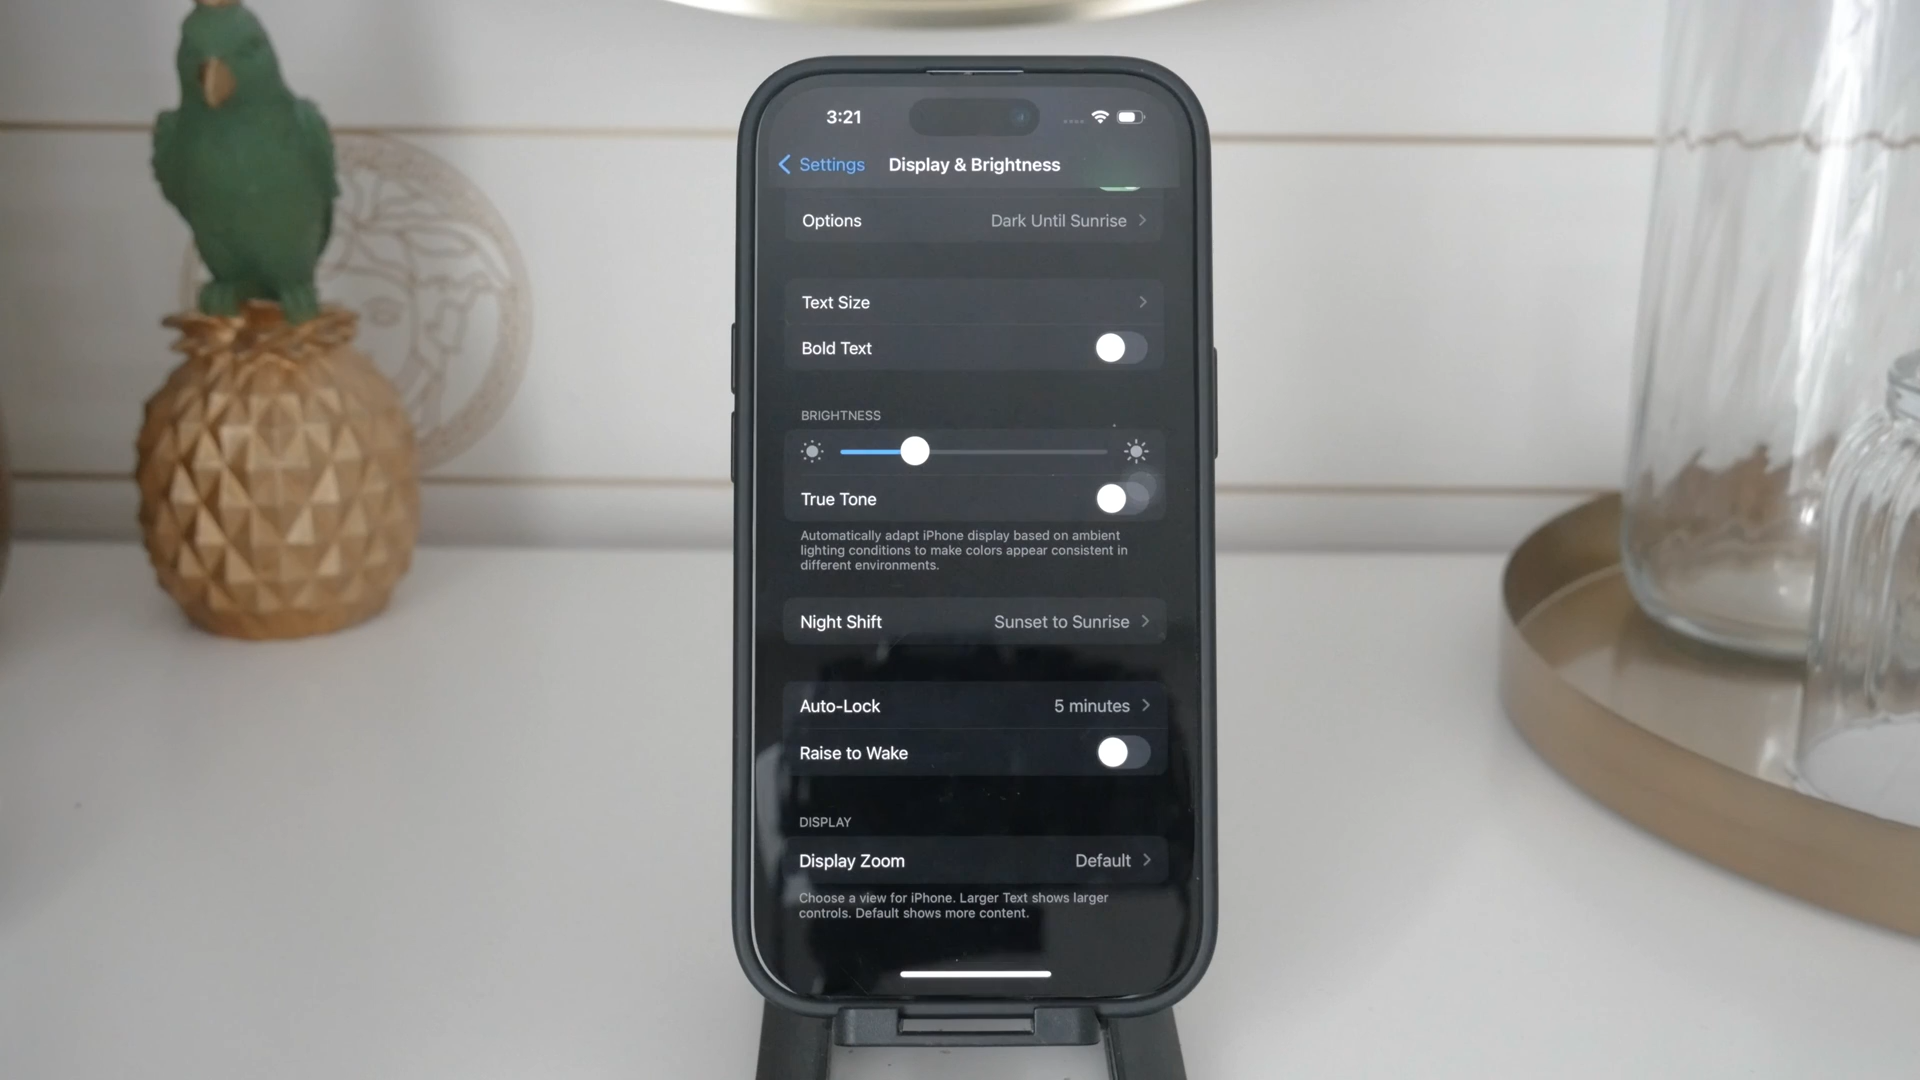 3:21
Settings Display & Brightness
Options Dark Until Sunrise
Text Size
Bold Text
BRIGHTNESS
True Tone
Automatically adapt iPhone display based on ambient
lighting conditions to make colors appear consistent in
different environments.
Night Shift Sunset to Sunrise
Auto-Lock 5 minutes
Raise to Wake
DISPLAY
Display Zoom Default
Choose a view for iPhone. Larger Text shows larger
controls. Default shows more content.